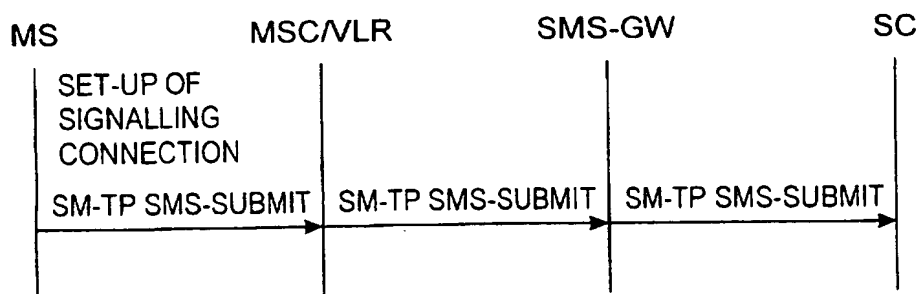 MS MSC/VLR SMS-GW SC
SET-UP OF
SIGNALLING
CONNECTION
SM-TP SMS-SUBMIT SM-TP SMS-SUBMIT SM-TP SMS-SUBMIT